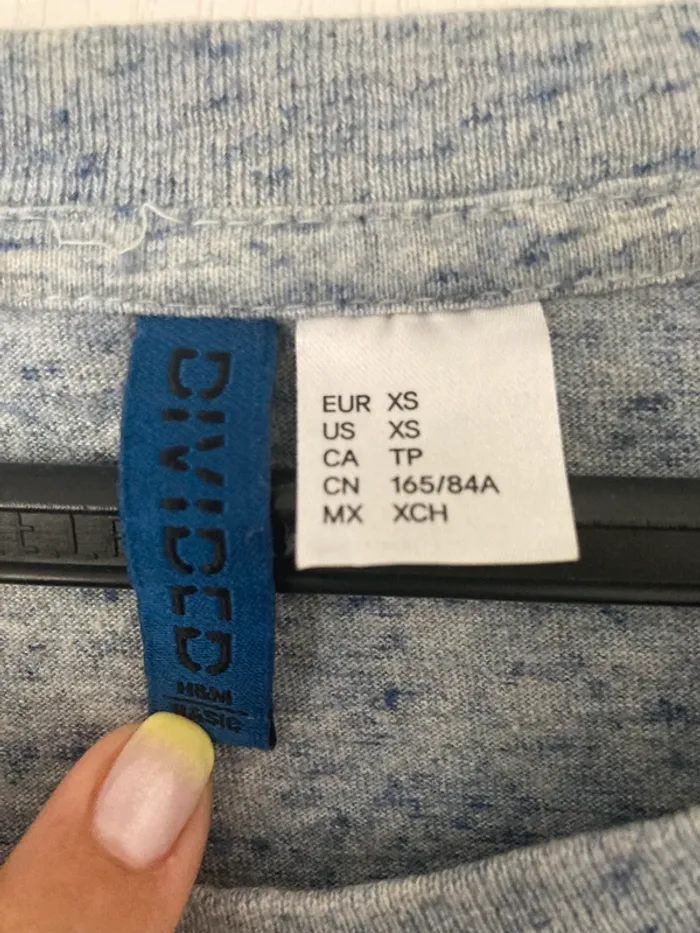 DIVIDED
H&M
BASIC
EUR XS
US XS
CA TP
CN 165/84A
MX XCH